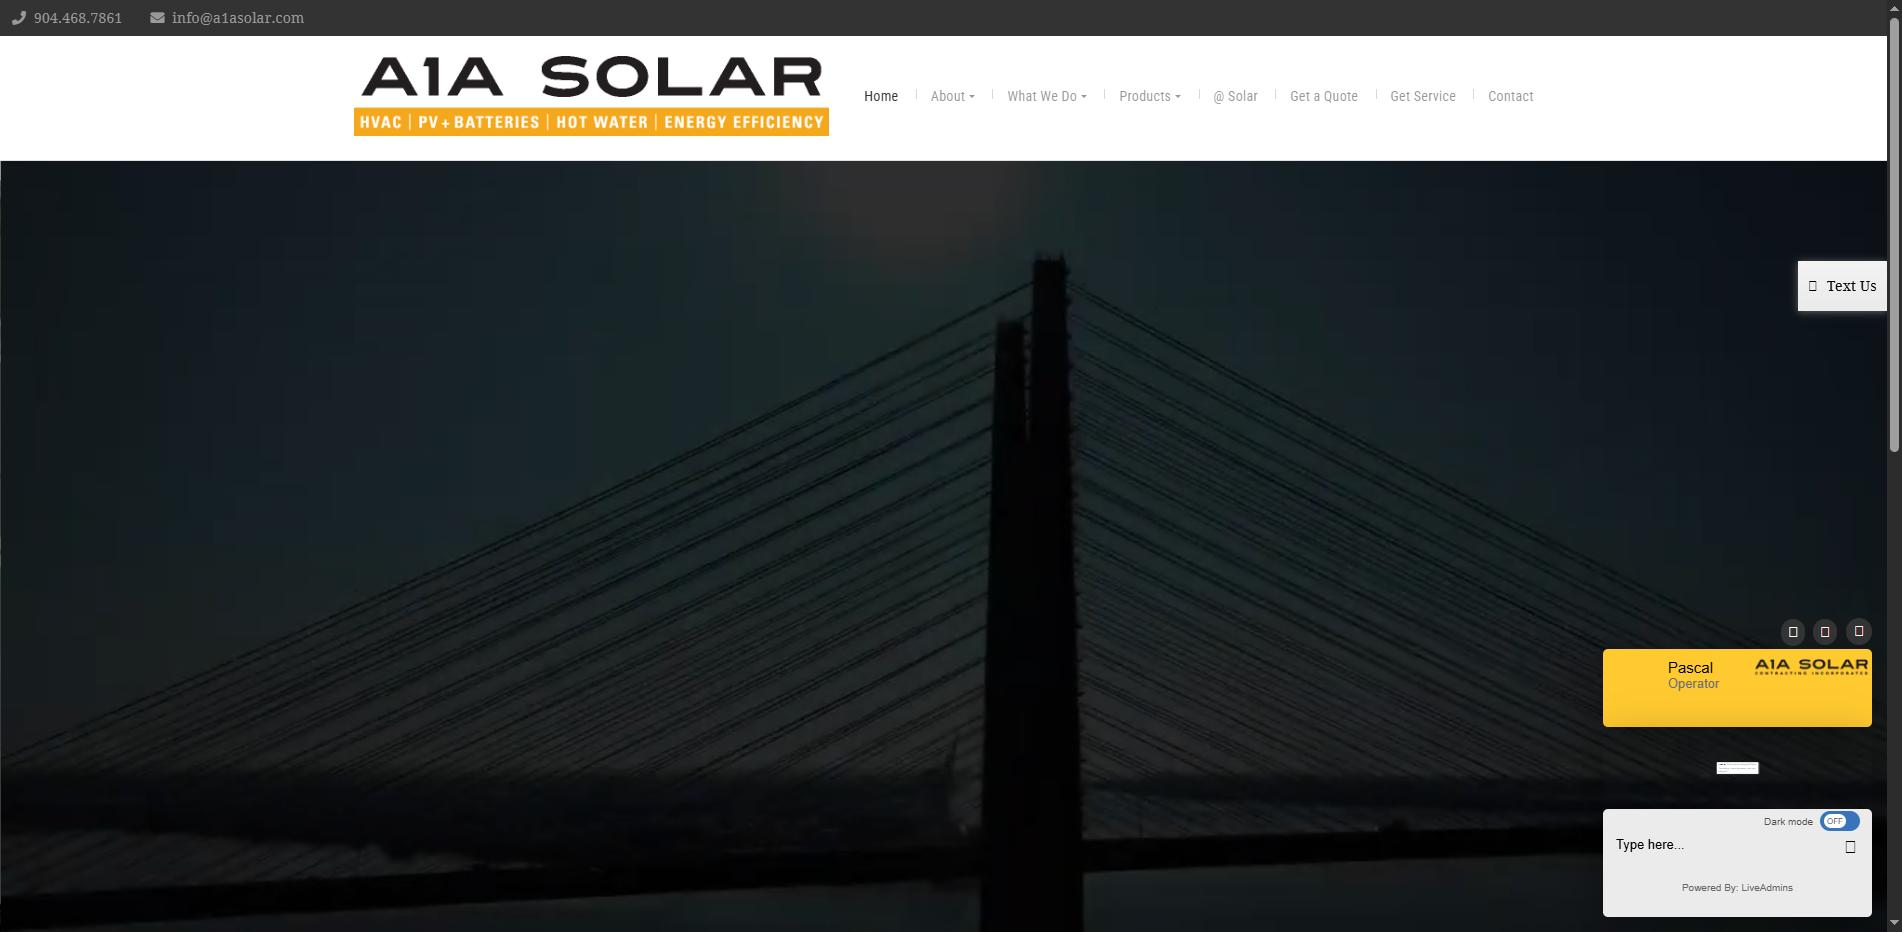 904.468.7861 info@a1asolar.com
A1A SOLAR
HVAC | PV + BATTERIES | HOT WATER | ENERGY EFFICIENCY
Home About What We Do Products @ Solar Get a Quote Get Service Contact
Text Us
Pascal
Operator
A1A SOLAR
CONTRACTING INCORPORATED
Dark mode OFF
Type here...
Powered By: LiveAdmins